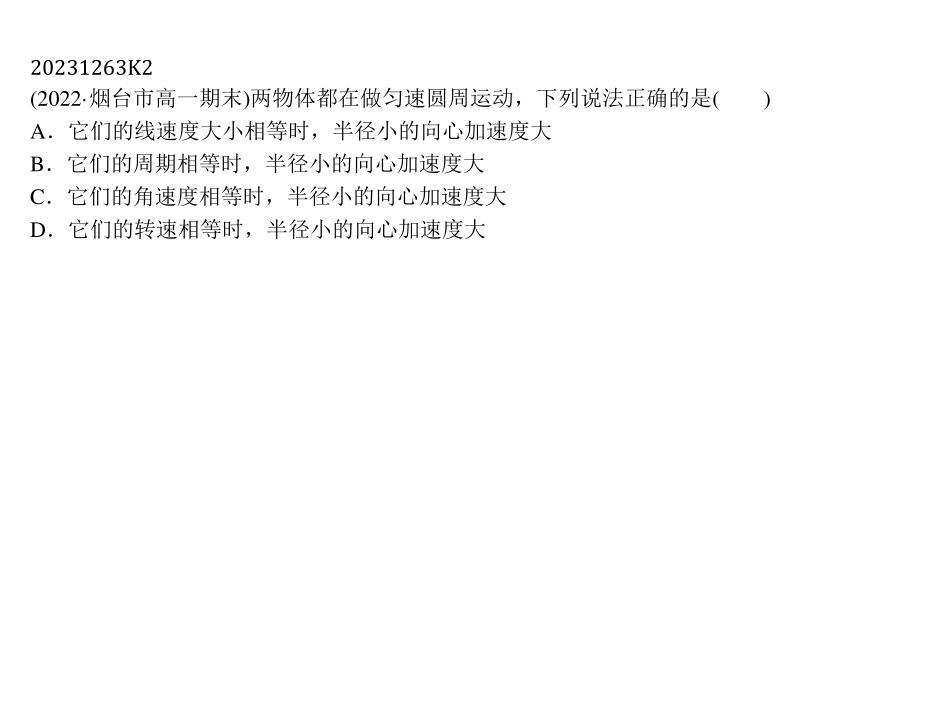 20231263K2
(2022·烟台市高一期末)两物体都在做匀速圆周运动，下列说法正确的是(　　)
A．它们的线速度大小相等时，半径小的向心加速度大
B．它们的周期相等时，半径小的向心加速度大
C．它们的角速度相等时，半径小的向心加速度大
D．它们的转速相等时，半径小的向心加速度大